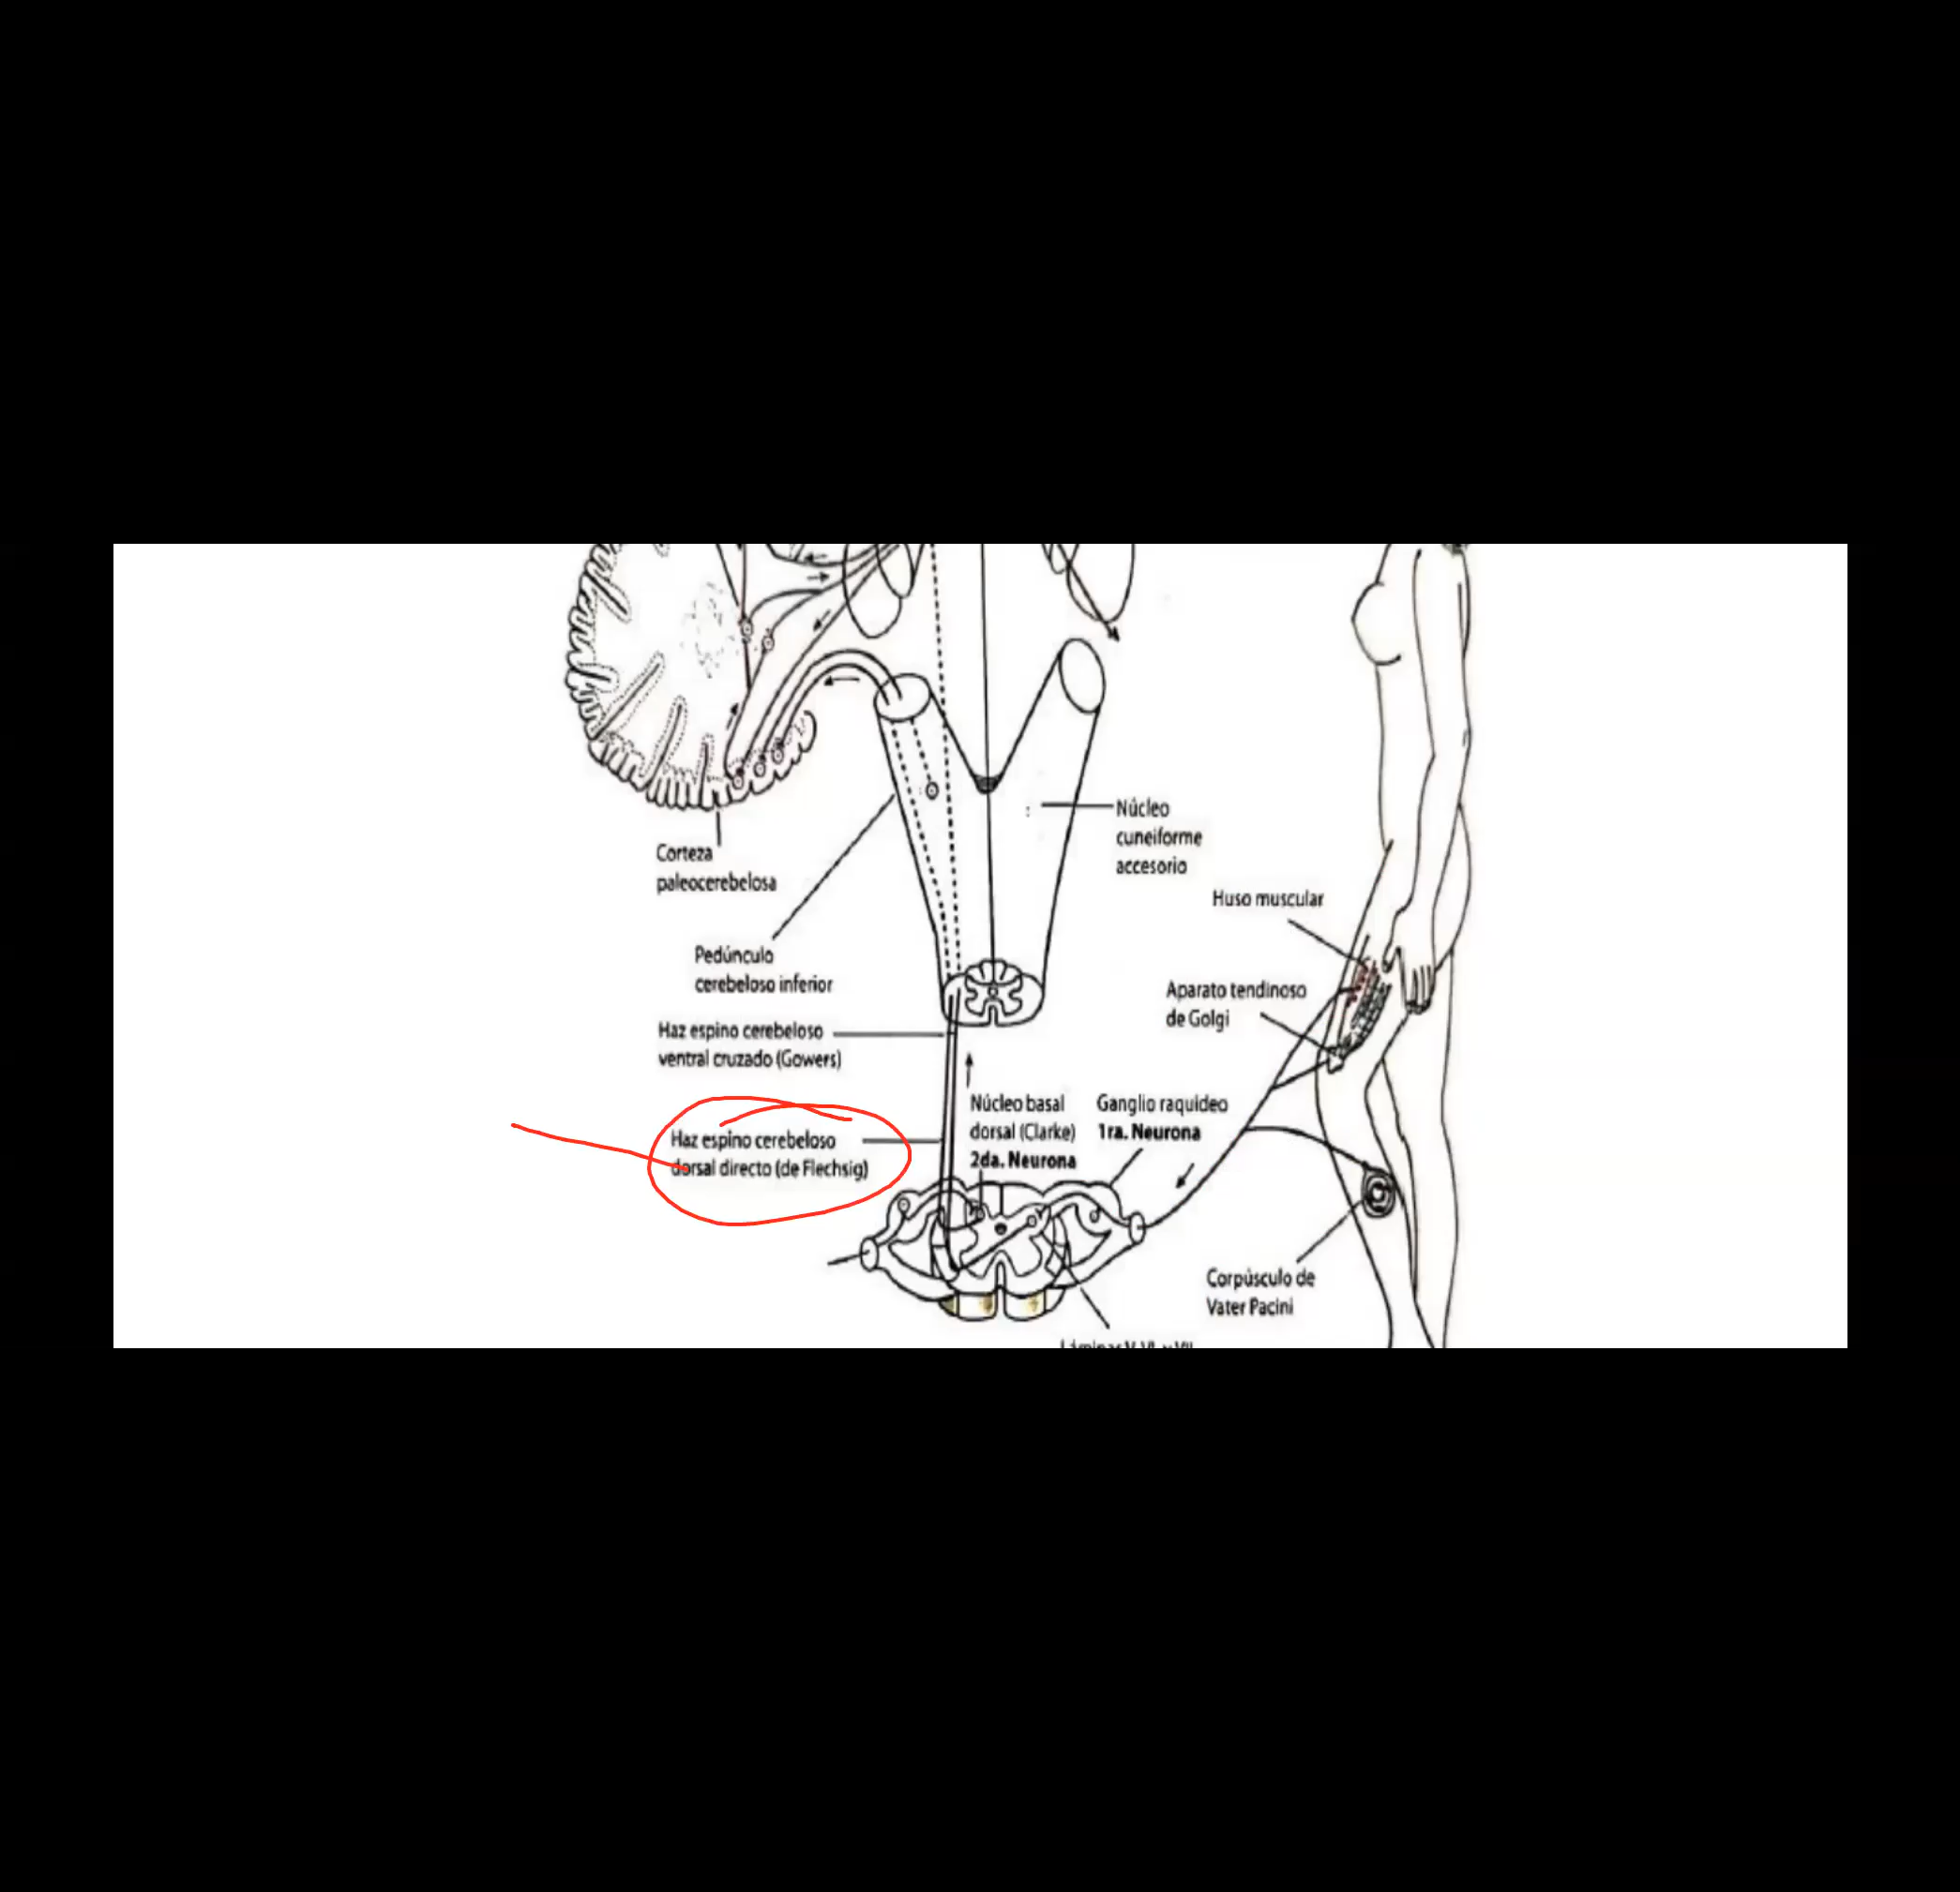 Núcleo
cuneiforme
accesorio
Corteza
paleocerebelosa
Huso muscular
Pedúnculo
cerebeloso inferior
Aparato tendinoso
de Golgi
Haz espino cerebeloso
ventral cruzado (Gowers)
Núcleo basal
dorsal (Clarke)
2da. Neurona
Ganglio raquídeo
1ra. Neurona
Haz espino cerebeloso
dorsal directo (de Flechsig)
Corpúsculo de
Vater Pacini